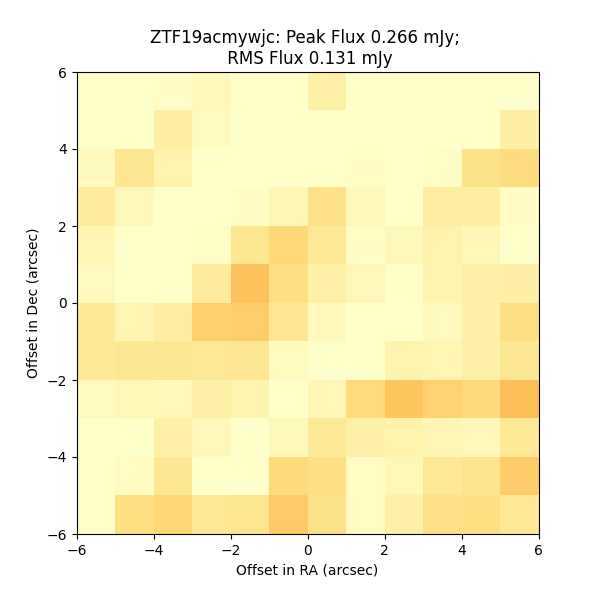 ZTF19acmywjc: Peak Flux 0.266 mJy;
RMS Flux 0.131 mJy
6
4
2
0
−2
−4
−6
Offset in Dec (arcsec)
−6 −4 −2 0 2 4 6
Offset in RA (arcsec)